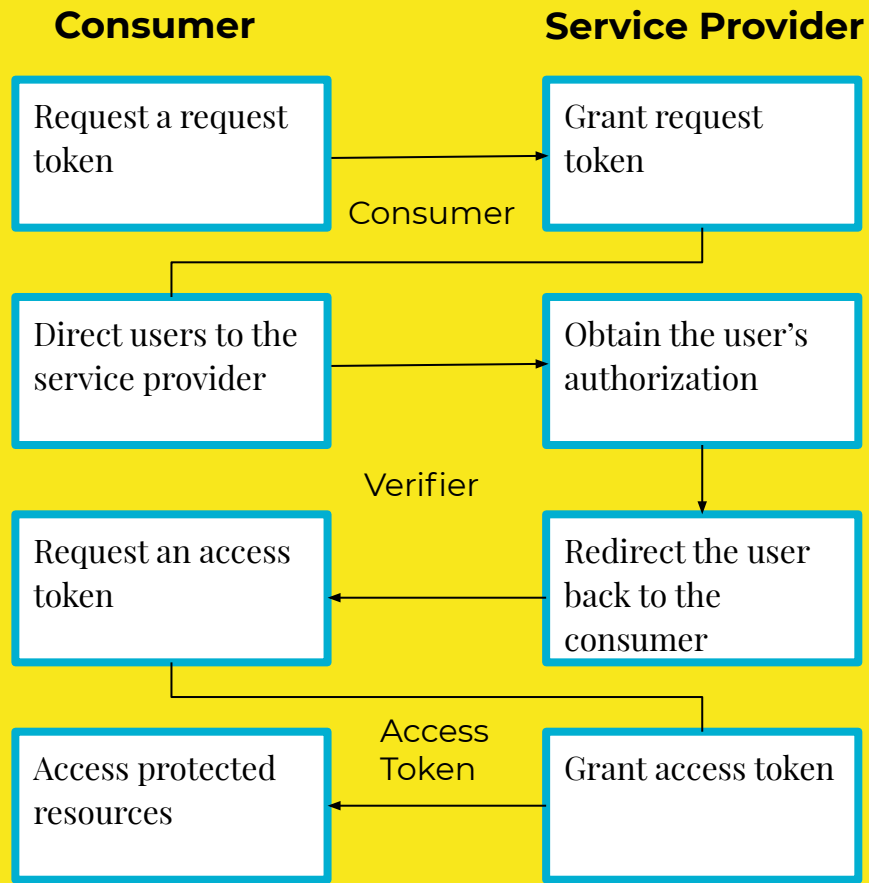 Consumer
Service Provider
Request a request
token
Grant request
token
Consumer
Direct users to the
service provider
Obtain the user’s
authorization
Verifier
Request an access
token
Redirect the user
back to the
consumer
Access
Token
Access protected
resources
Grant access token